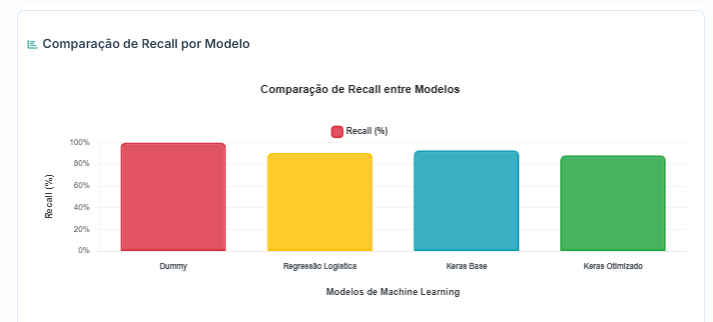 Comparação de Recall por Modelo
Comparação de Recall entre Modelos
Recall (%)
100%
80%
60%
40%
20%
0%
Recall (%)
Dummy
Regressão Logística
Keras Base
Keras Otimizado
Modelos de Machine Learning